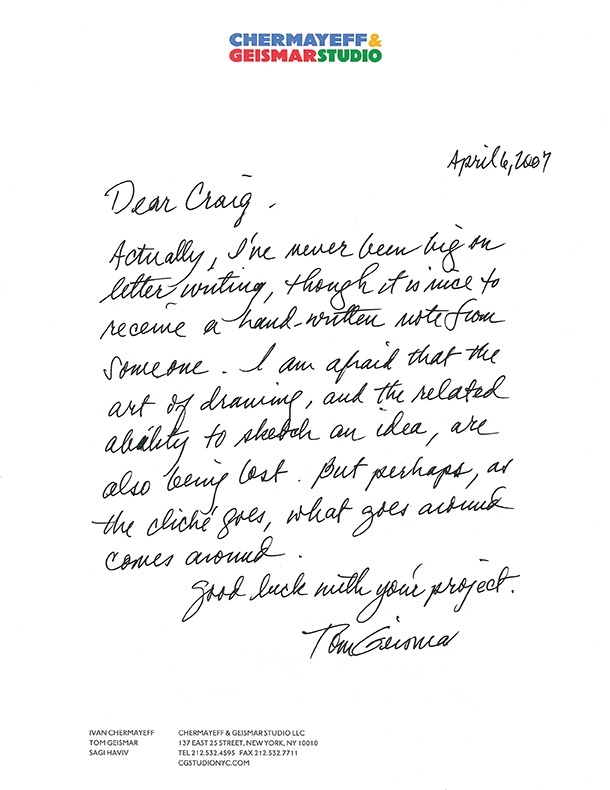 CHERMAYEFF&
GEISMARSTUDIO
April 6, 2007
Dear Craig,
Actually, I've never been big on
letter writing, though it is nice to
receive a hand-written note from
someone. I am afraid that the
art of drawing, and the related
ability to sketch an idea, are
also being lost. But perhaps, as
the cliché goes, what goes around
comes around.
Good luck with your project.
Tom Geismar
IVAN CHERMAYEFF
TOM GEISMAR
SAGI HAVIV
CHERMAYEFF & GEISMAR STUDIO LLC
137 EAST 25 STREET, NEW YORK, NY 10010
TEL 212.532.4595 FAX 212.532.7711
CGSTUDIONYC.COM